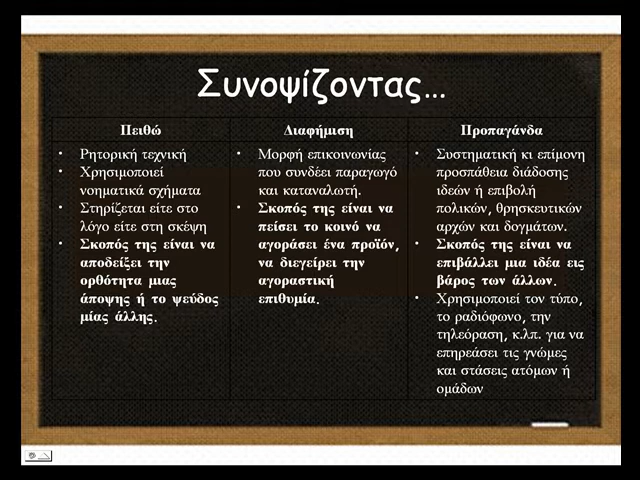 Συνοψίζοντας...
Πειθώ
• Ρητορική τεχνική
• Χρησιμοποιεί
νοηματικά σχήματα
• Στηρίζεται είτε στο
λόγο είτε στη σκέψη
• Σκοπός της είναι να
αποδείξει την
ορθότητα μιας
άποψης ή το ψεύδος
μίας άλλης.
Διαφήμιση
• Μορφή επικοινωνίας
που συνδέει παραγωγό
και καταναλωτή.
• Σκοπός της είναι να
πείσει το κοινό να
αγοράσει ένα προϊόν,
να διεγείρει την
αγοραστική
επιθυμία.
Προπαγάνδα
• Συστηματική κι επίμονη
προσπάθεια διάδοσης
ιδεών ή επιβολή
πολικών, θρησκευτικών
αρχών και δογμάτων.
• Σκοπός της είναι να
επιβάλλει μια ιδέα εις
βάρος των άλλων.
• Χρησιμοποιεί τον τύπο,
το ραδιόφωνο, την
τηλεόραση, κ.λπ. για να
επηρεάσει τις γνώμες
και στάσεις ατόμων ή
ομάδων